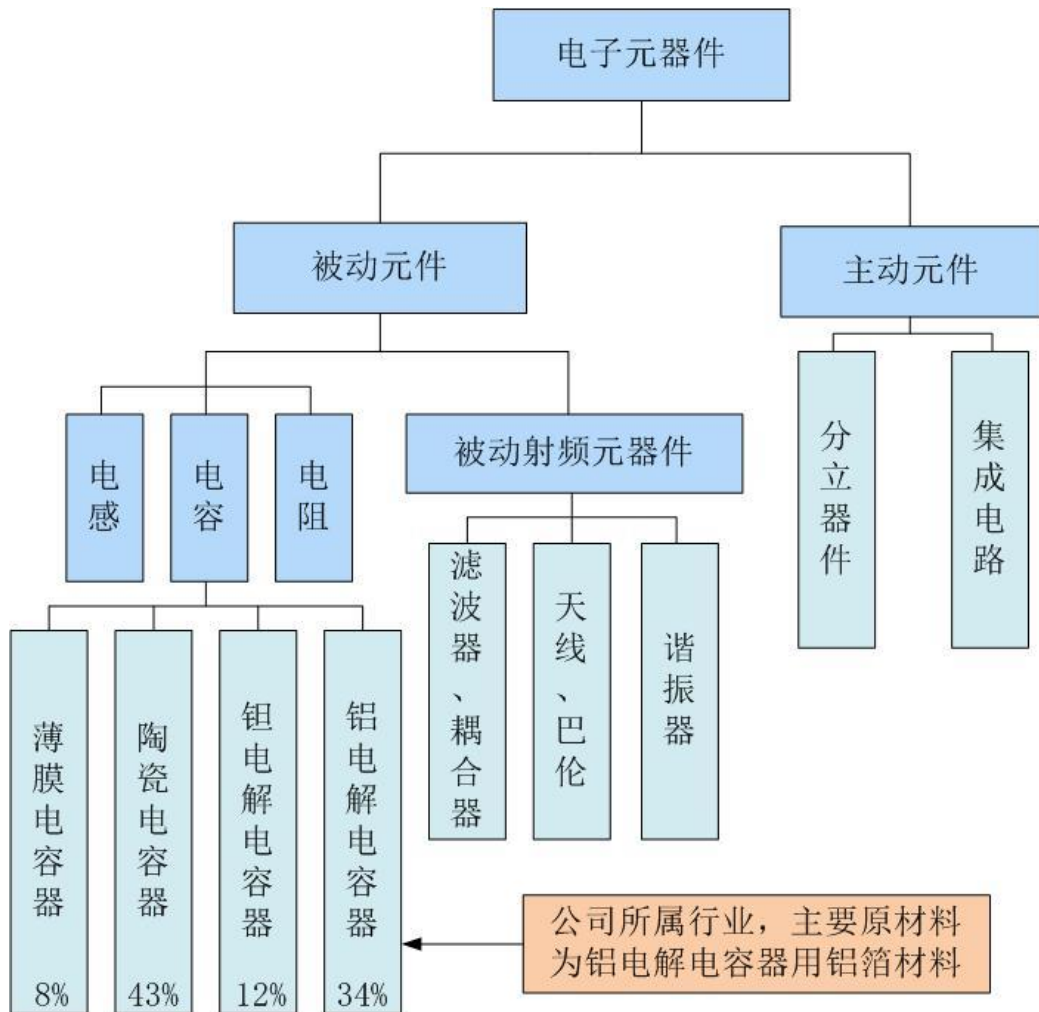 电子元器件
被动元件
主动元件
电感
电容
电阻
被动射频元器件
分立器件
集成电路
滤波器、耦合器
天线、巴伦
谐振器
薄膜电容器
8%
陶瓷电容器
43%
钽电解电容器
12%
铝电解电容器
34%
公司所属行业，主要原材料
为铝电解电容器用铝箔材料